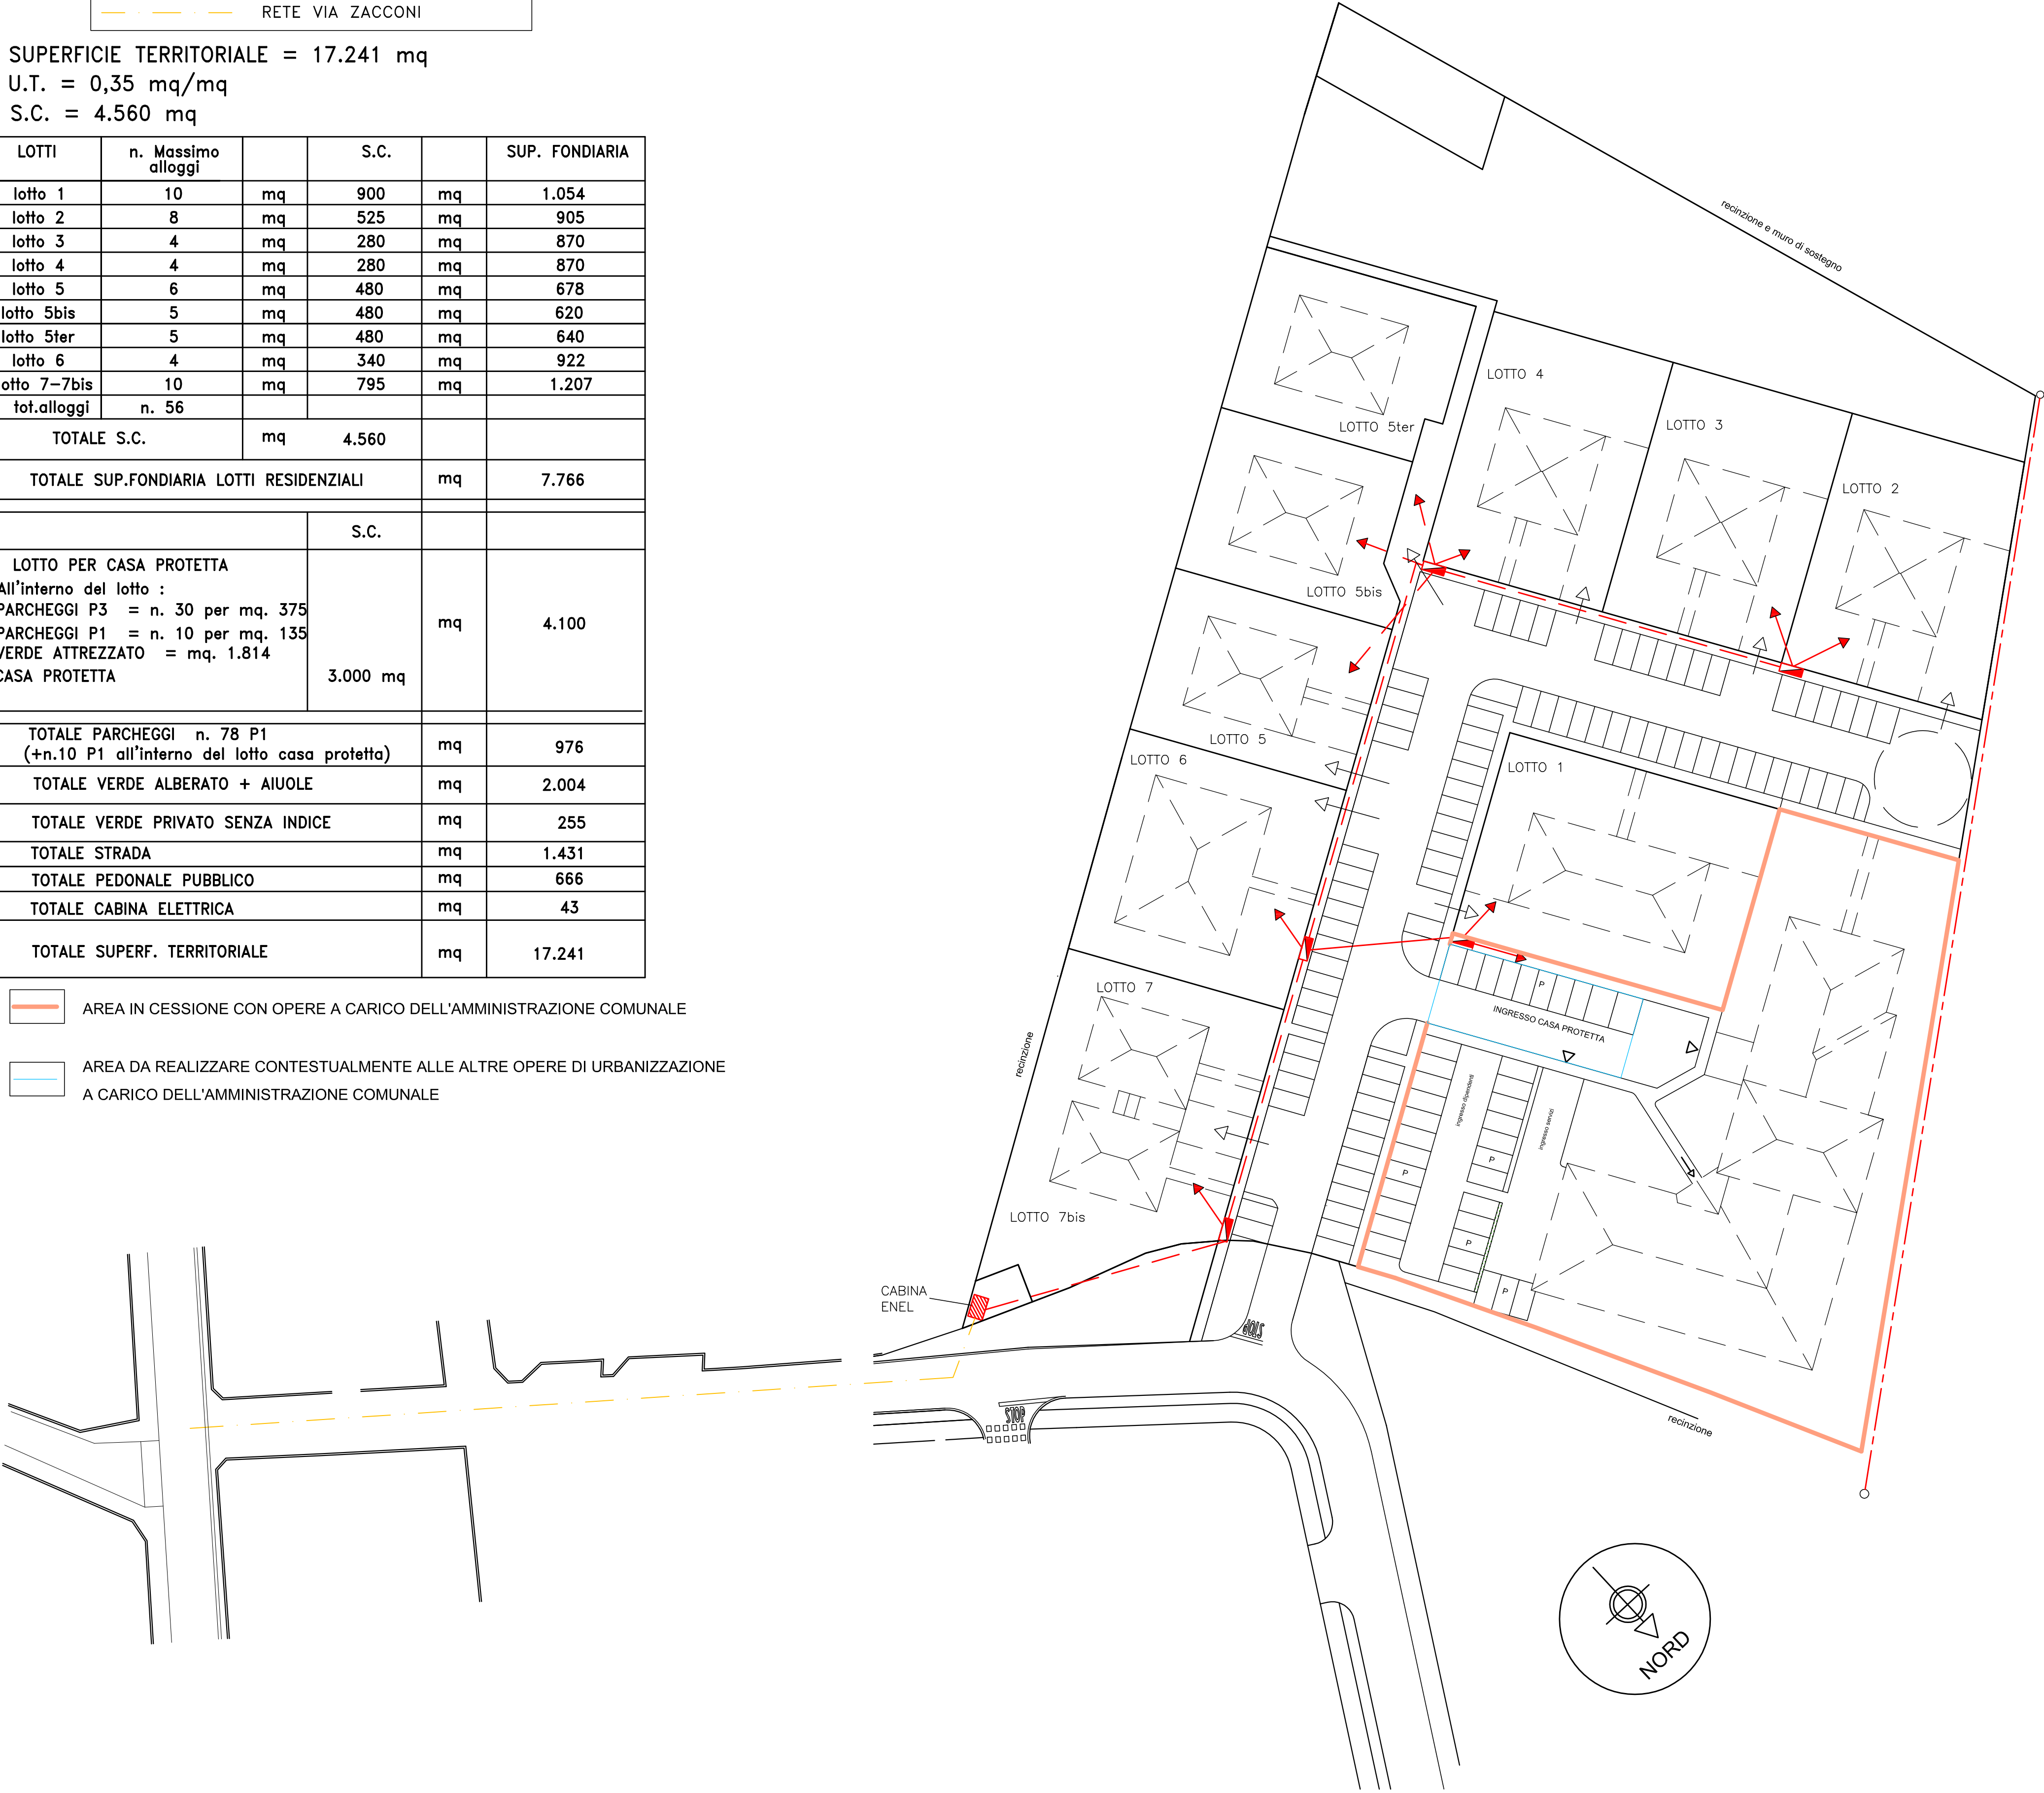 RETE VIA ZACCONI
SUPERFICIE TERRITORIALE = 17.241 mq
U.T. = 0,35 mq/mq
S.C. = 4.560 mq
LOTTI n. Massimo alloggi S.C. SUP. FONDIARIA
lotto 1 10 mq 900 mq 1.054
lotto 2 8 mq 525 mq 905
lotto 3 4 mq 280 mq 870
lotto 4 4 mq 280 mq 870
lotto 5 6 mq 480 mq 678
lotto 5bis 5 mq 480 mq 620
lotto 5ter 5 mq 480 mq 640
lotto 6 4 mq 340 mq 922
otto 7-7bis 10 mq 795 mq 1.207
tot.alloggi n. 56
TOTALE S.C. mq 4.560
TOTALE SUP.FONDIARIA LOTTI RESIDENZIALI mq 7.766
S.C.
LOTTO PER CASA PROTETTA
All'interno del lotto :
PARCHEGGI P3 = n. 30 per mq. 375
PARCHEGGI P1 = n. 10 per mq. 135
mq 4.100
VERDE ATTREZZATO = mq. 1.814
CASA PROTETTA 3.000 mq
TOTALE PARCHEGGI n. 78 P1
(+n.10 P1 all'interno del lotto casa protetta) mq 976
TOTALE VERDE ALBERATO + AIUOLE mq 2.004
TOTALE VERDE PRIVATO SENZA INDICE mq 255
TOTALE STRADA mq 1.431
TOTALE PEDONALE PUBBLICO mq 666
TOTALE CABINA ELETTRICA mq 43
TOTALE SUPERF. TERRITORIALE mq 17.241
AREA IN CESSIONE CON OPERE A CARICO DELL'AMMINISTRAZIONE COMUNALE
AREA DA REALIZZARE CONTESTUALMENTE ALLE ALTRE OPERE DI URBANIZZAZIONE
A CARICO DELL'AMMINISTRAZIONE COMUNALE
recinzione e muro di sostegno
LOTTO 4
LOTTO 3
LOTTO 5ter
LOTTO 2
LOTTO 5bis
LOTTO 5
LOTTO 6
LOTTO 1
LOTTO 7
P
INGRESSO CASA PROTETTA
recinzione
ingresso dipendenti
ingresso servizi
P
P
LOTTO 7bis
P
P
CABINA
ENEL
STOP
STOP
recinzione
NORD